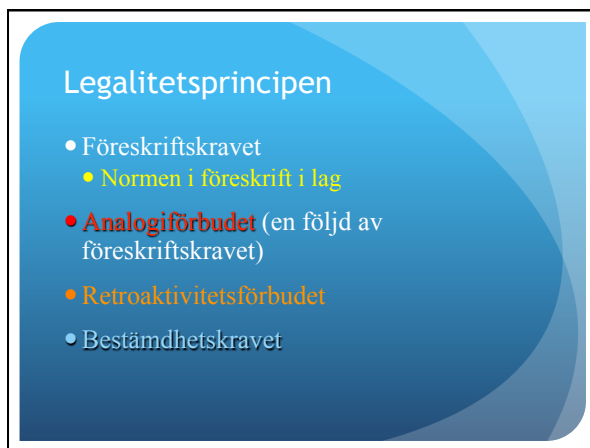 Legalitetsprincipen
• Föreskriftskravet
• Normen i föreskrift i lag
• Analogiförbudet (en följd av
föreskriftskravet)
• Retroaktivitetsförbudet
• Bestämdhetskravet